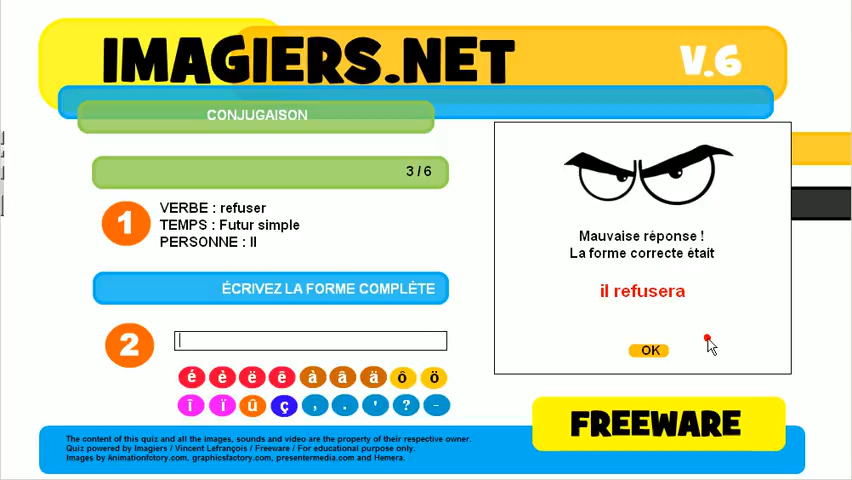 IMAGIERS.NET
V.6
CONJUGAISON
3 / 6
1
VERBE : refuser
TEMPS : Futur simple
PERSONNE : Il
ÉCRIVEZ LA FORME COMPLÈTE
2
é è ë ê à â ä ô ö
î ï û ç , . ' ? -
Mauvaise réponse !
La forme correcte était
il refusera
OK
FREEWARE
The content of this quiz and all the images, sounds and video are the property of their respective owner.
Quiz powered by Imagiers / Vincent Lefrançois / Freeware / For educational purpose only.
Images by Animationfctory.com, graphicsfactory.com, presentermedia.com and Hemera.